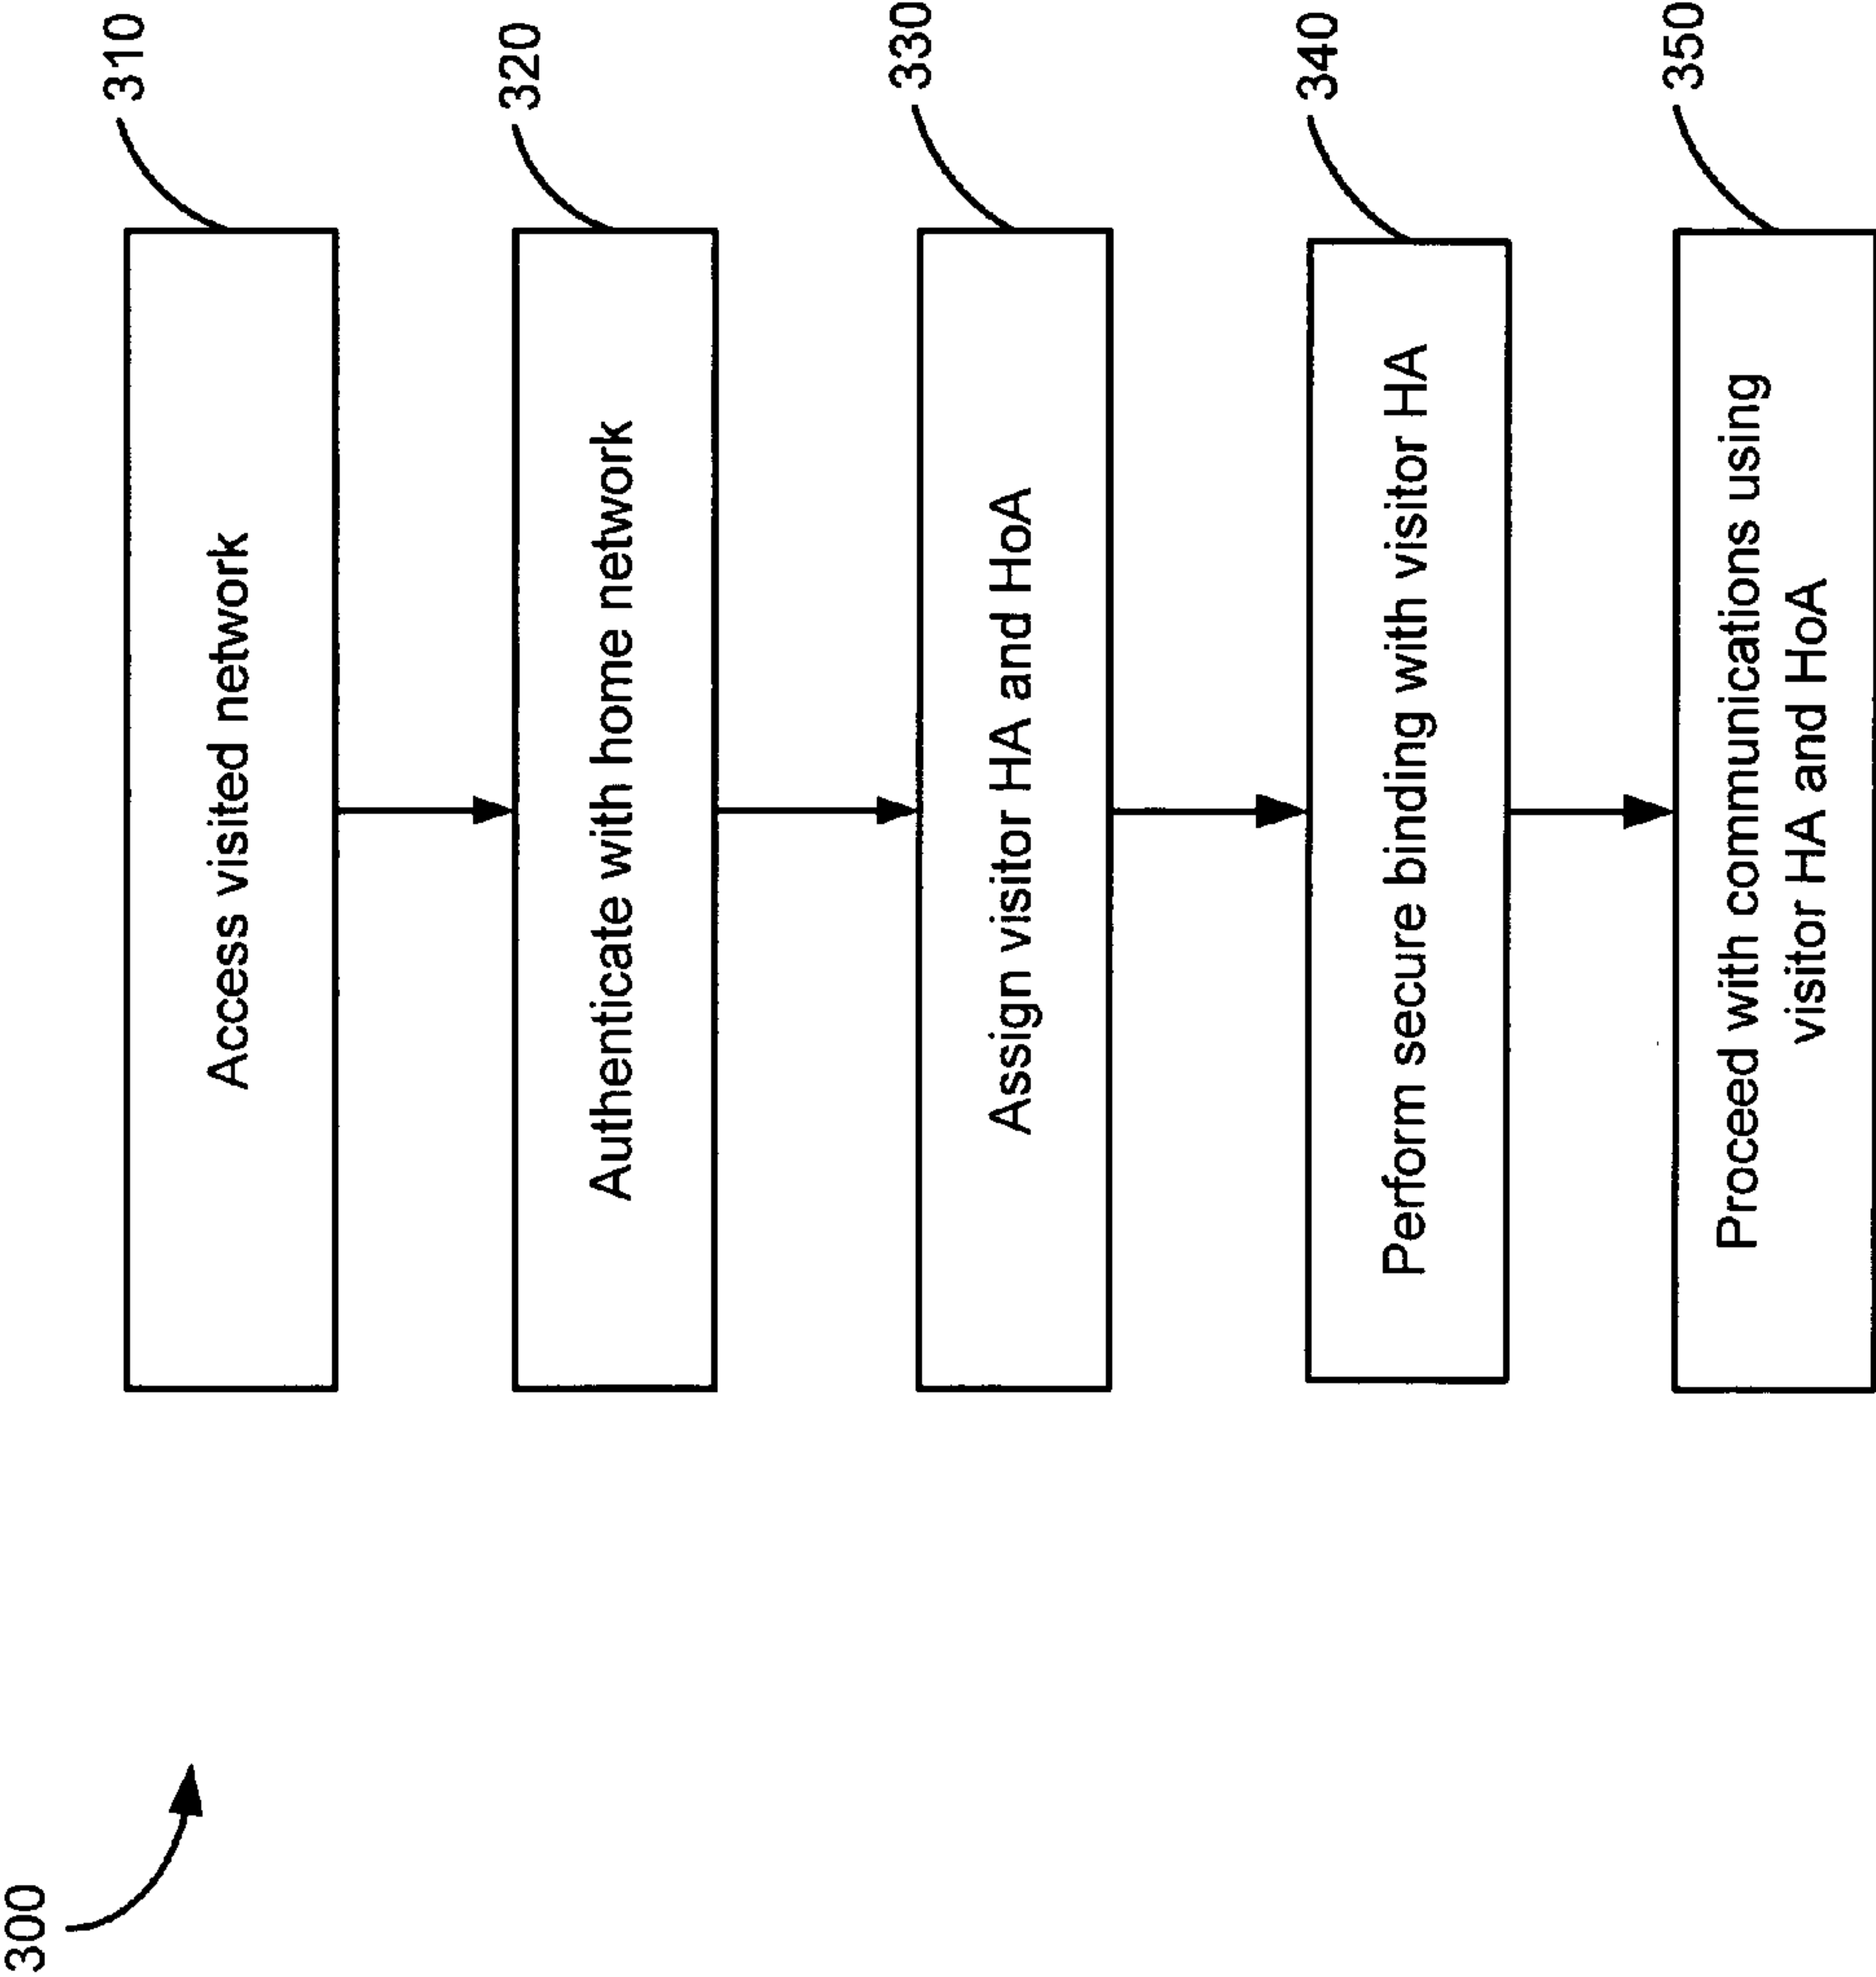 300
310
Access visited network
320
Authenticate with home network
330
Assign visitor HA and HoA
340
Perform secure binding with visitor HA
350
Proceed with communications using
visitor HA and HoA